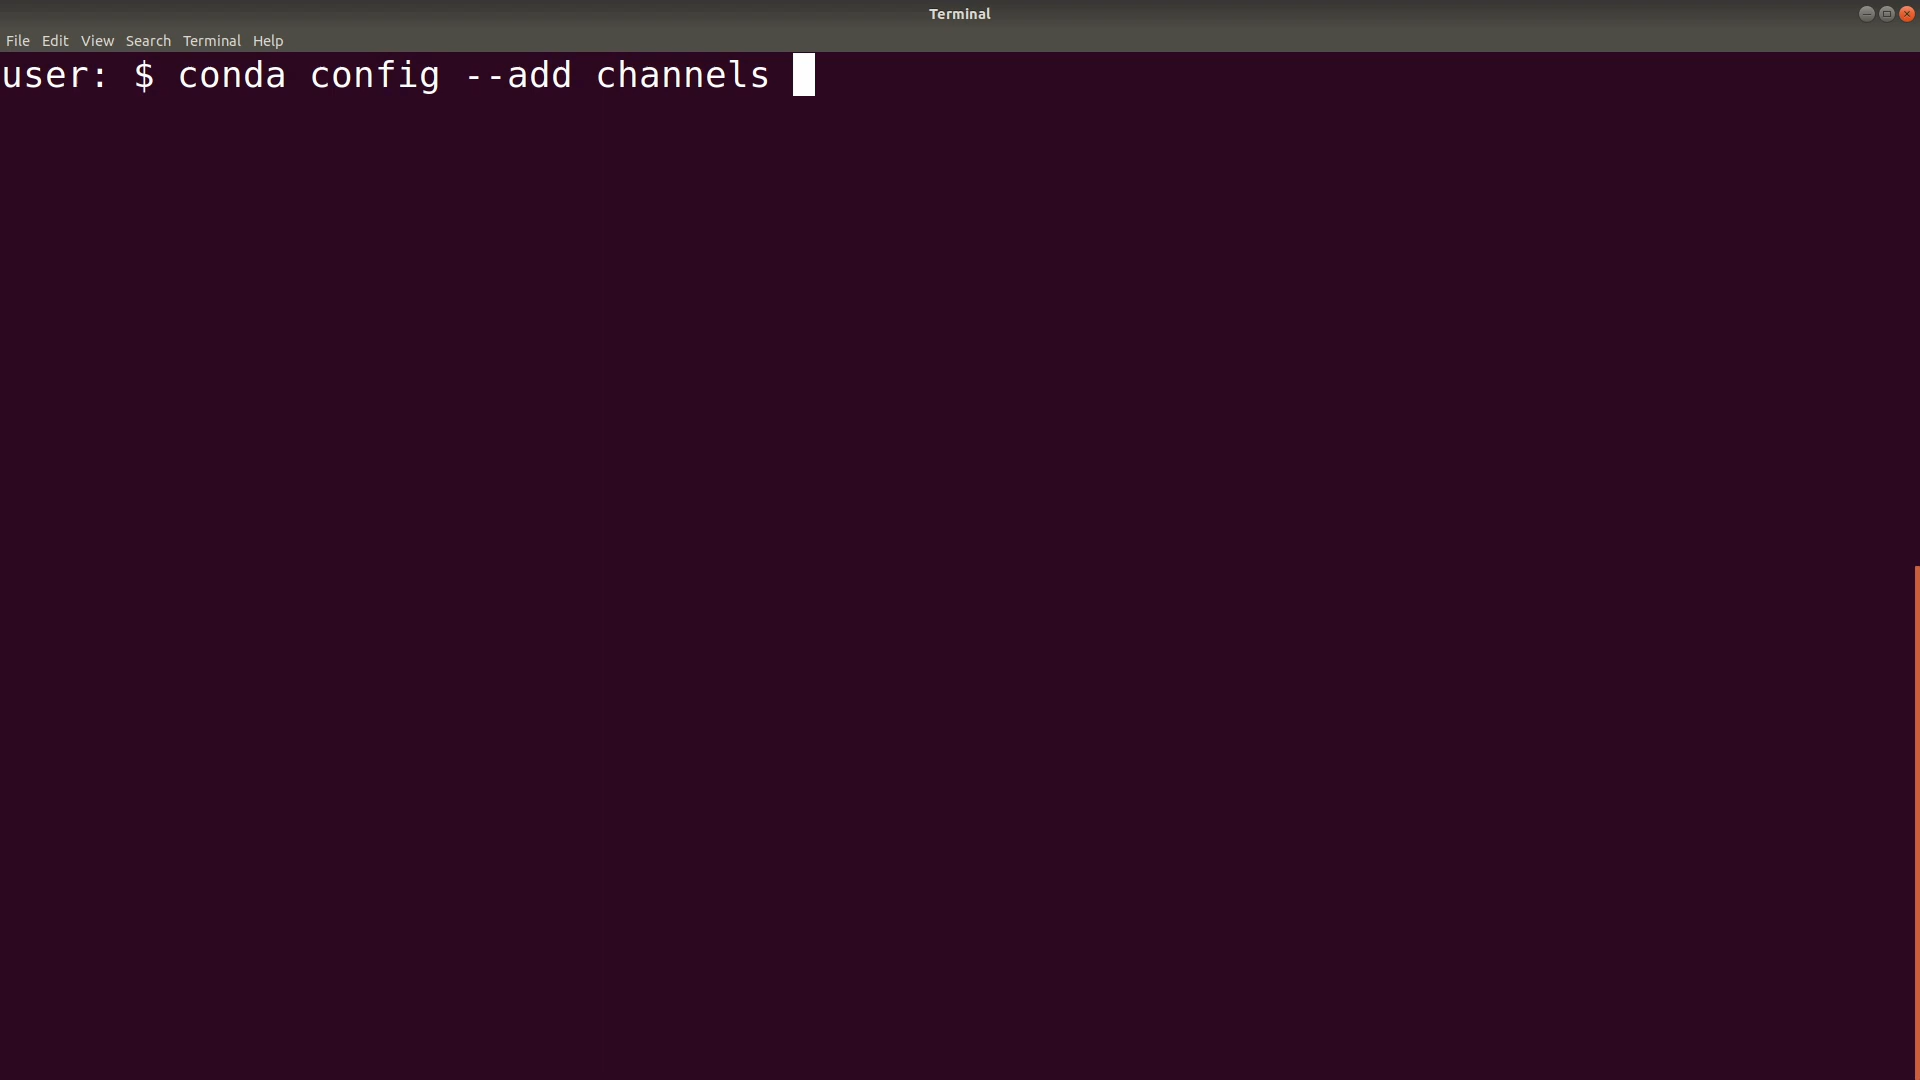 Terminal
File Edit View Search Terminal Help
user: $ conda config --add channels